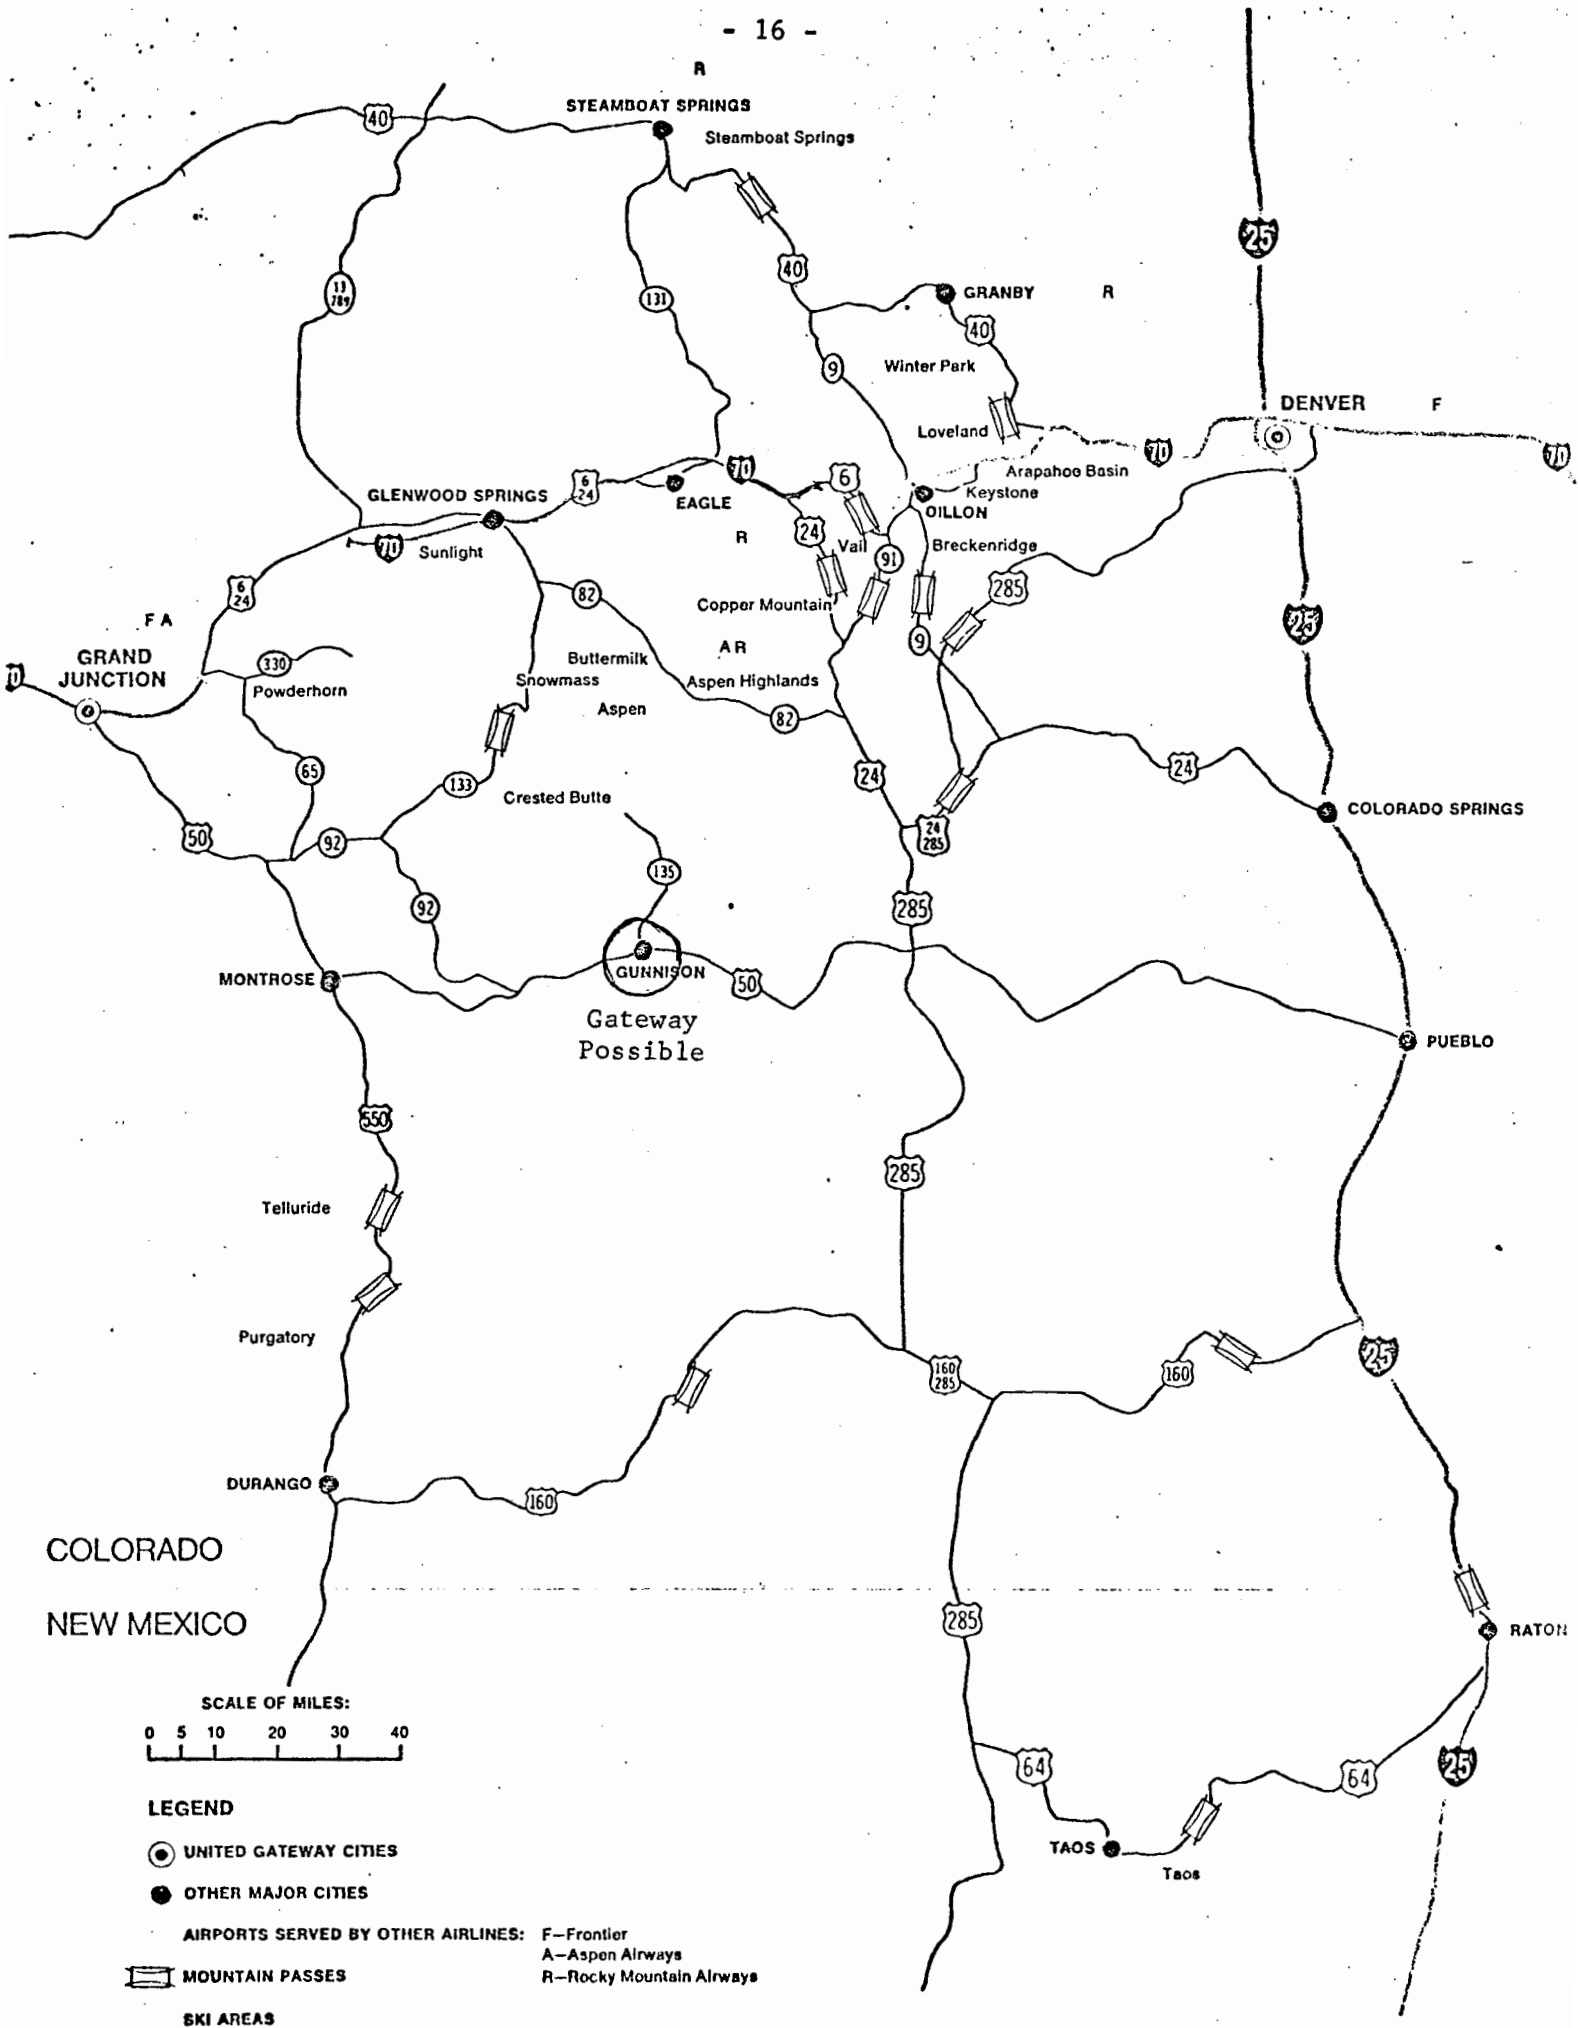 - 16 -
R
STEAMBOAT SPRINGS
Steamboat Springs
40
25
13
789
131
40
GRANBY
R
40
9
Winter Park
DENVER
F
Loveland
70
70
Arapahoe Basin
Keystone
DILLON
6
24
70
6
GLENWOOD SPRINGS
EAGLE
R
24
Vail
91
Breckenridge
70
Sunlight
285
6
24
82
Copper Mountain
9
25
F A
A R
GRAND
JUNCTION
330
Powderhorn
Buttermilk
Snowmass
Aspen Highlands
Aspen
82
65
133
24
24
Crested Butte
COLORADO SPRINGS
50
92
24
285
135
92
285
MONTROSE
GUNNISON
50
Gateway
Possible
PUEBLO
550
285
Telluride
Purgatory
160
285
160
25
DURANGO
160
COLORADO
NEW MEXICO
285
RATON
SCALE OF MILES:
0 5 10 20 30 40
64
64
25
TAOS
Taos
LEGEND
UNITED GATEWAY CITIES
OTHER MAJOR CITIES
AIRPORTS SERVED BY OTHER AIRLINES: F—Frontier
A—Aspen Airways
MOUNTAIN PASSES R—Rocky Mountain Airways
SKI AREAS